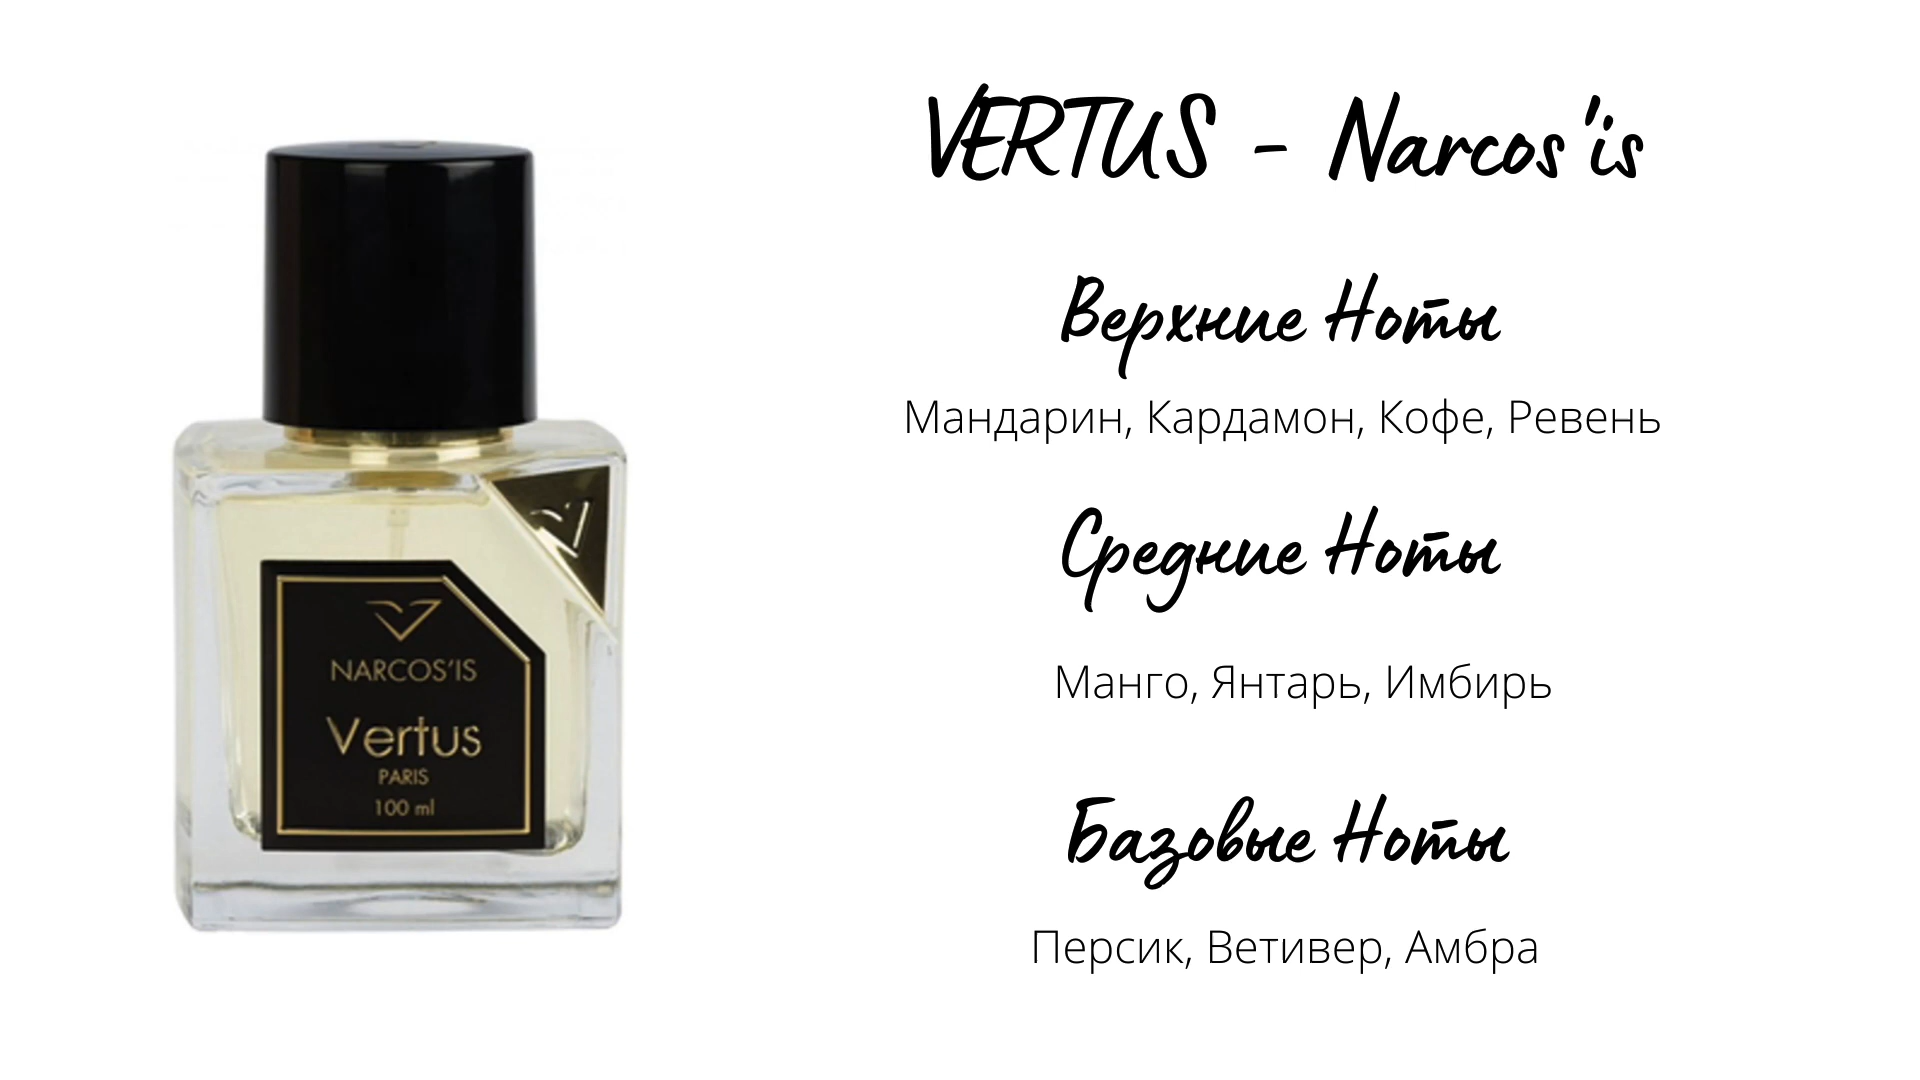 VERTUS - Narcos'is
Верхние Ноты
Мандарин, Кардамон, Кофе, Ревень
Средние Ноты
Манго, Янтарь, Имбирь
Базовые Ноты
Персик, Ветивер, Амбра
NARCOS'IS
Vertus
PARIS
100 ml